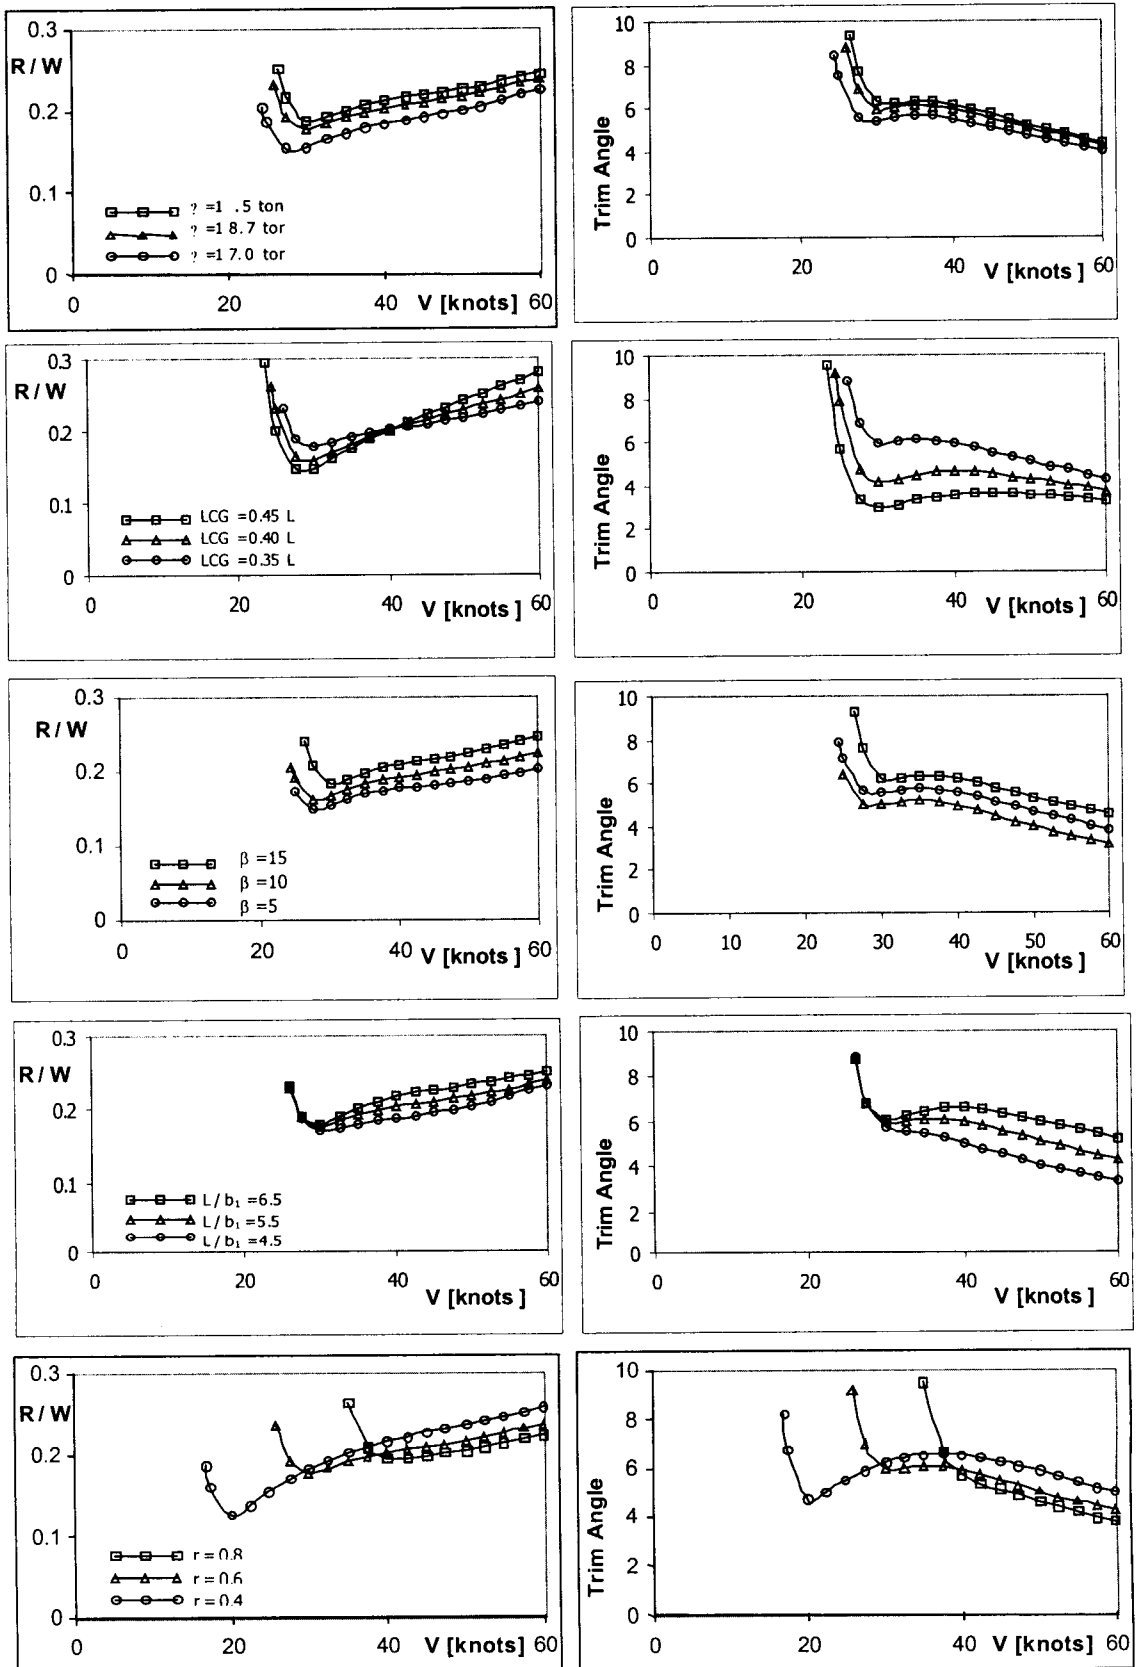 0.3
R / W
0.2
0.1
0
? =1 .5 ton
? =1 8.7 tor
? =17.0 tor
0 20 40 V [knots] 60
10
8
6
4
2
0
Trim Angle
0 20 40 V [knots] 60
0.3
R/W
0.2
0.1
0
LCG =0.45 L
LCG =0.40 L
LCG =0.35 L
0 20 40 V [knots ] 60
10
8
6
4
2
0
Trim Angle
0 20 40 60
V [knots ]
0.3
R / W
0.2
0.1
0
β =15
β =10
β =5
0 20 40 V [knots ] 60
10
8
6
4
2
0
Trim Angle
0 10 20 30 40 50 60
V [knots ]
0.3
R / W
0.2
0.1
0
L / b₁ =6.5
L / b₁ =5.5
L / b₁ =4.5
0 20 40 60
V [knots ]
10
8
6
4
2
0
Trim Angle
0 20 40 60
V [knots ]
0.3
R / W
0.2
0.1
0
r = 0.8
r = 0.6
r = 0.4
0 20 40 V [knots] 60
10
8
6
4
2
0
Trim Angle
0 20 40 V [knots] 60